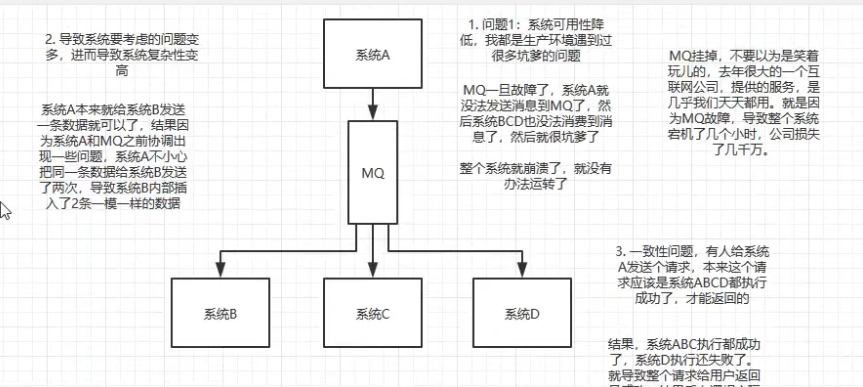 2. 导致系统要考虑的问题变
多，进而导致系统复杂性变
高
系统A本来就给系统B发送
一条数据就可以了，结果因
为系统A和MQ之前协调出
现一些问题，系统A不小心
把同一条数据给系统B发送
了两次，导致系统B内部插
入了2条一模一样的数据
系统A
MQ
系统B
系统C
系统D
1. 问题1：系统可用性降
低，我都是生产环境遇到过
很多坑爹的问题
MQ一旦故障了，系统A就
没法发送消息到MQ了，然
后系统BCD也没法消费到消
息了，然后就很坑爹了
整个系统就崩溃了，就没有
办法运转了
MQ挂掉，不要以为是笑着
玩儿的，去年很大的一个互
联网公司，提供的服务，是
几乎我们天天都用。就是因
为MQ故障，导致整个系统
宕机了几个小时，公司损失
了几千万。
3. 一致性问题，有人给系统
A发送个请求，本来这个请
求应该是系统ABCD都执行
成功了，才能返回的
结果，系统ABC执行都成功
了，系统D执行还失败了。
就导致整个请求给用户返回